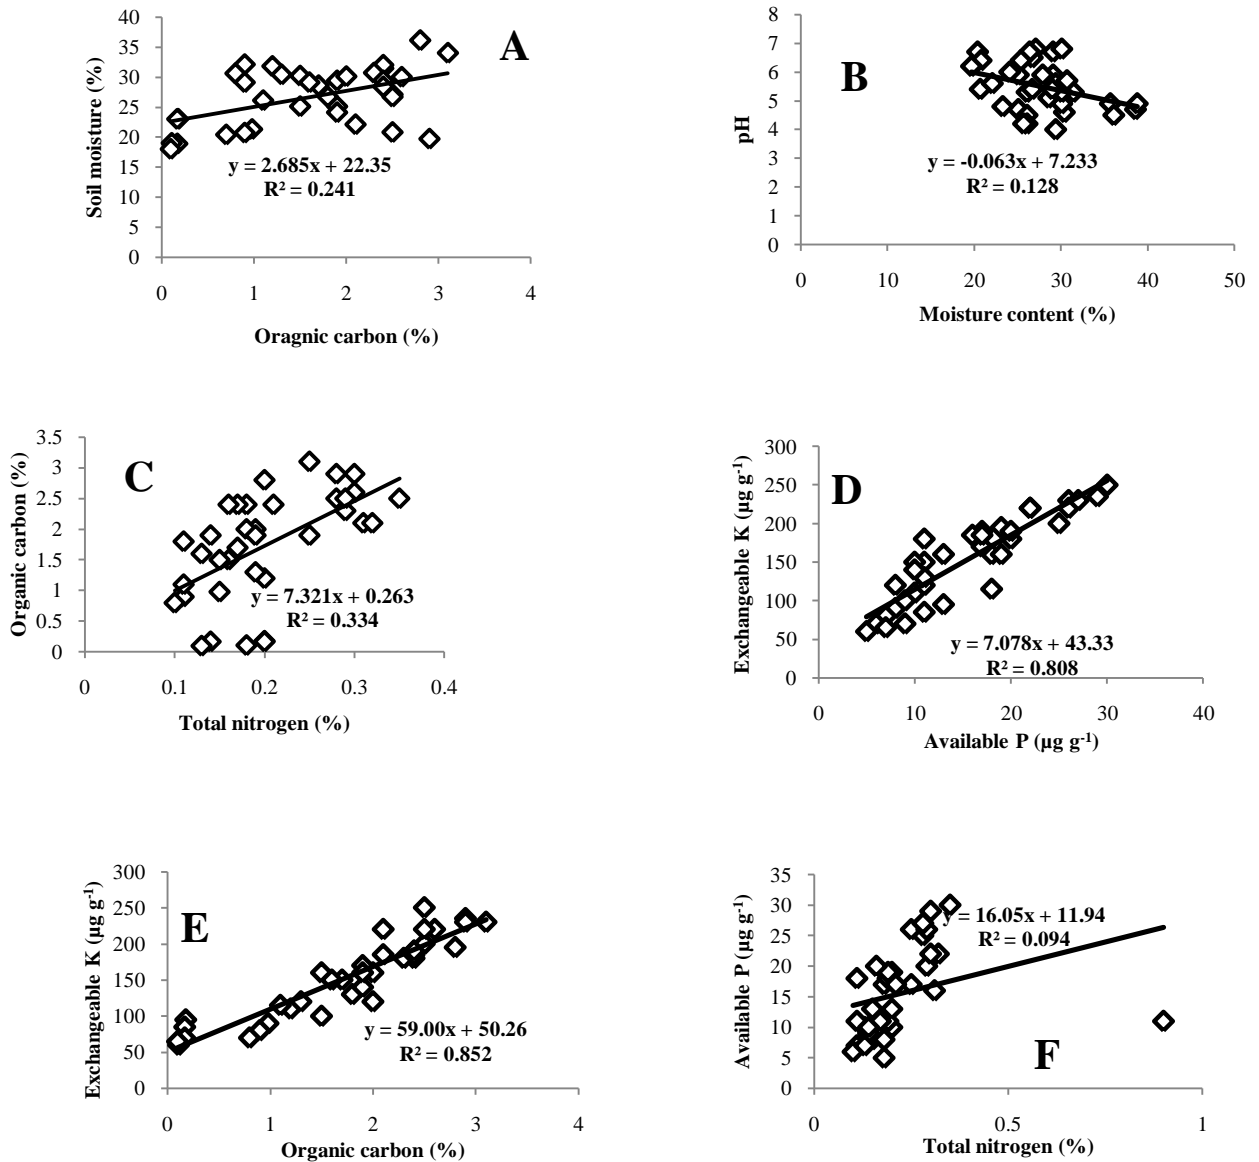 A
Soil moisture (%)
40
35
30
25
20
15
10
5
0
y = 2.685x + 22.35
R² = 0.241
0 1 2 3 4
Oragnic carbon (%)
B
pH
8
7
6
5
4
3
2
1
0
y = -0.063x + 7.233
R² = 0.128
0 10 20 30 40 50
Moisture content (%)
C
Organic carbon (%)
3.5
3
2.5
2
1.5
1
0.5
0
y = 7.321x + 0.263
R² = 0.334
0 0.1 0.2 0.3 0.4
Total nitrogen (%)
D
Exchangeable K (µg g⁻¹)
300
250
200
150
100
50
0
y = 7.078x + 43.33
R² = 0.808
0 10 20 30 40
Available P (µg g⁻¹)
E
Exchangeable K (µg g⁻¹)
300
250
200
150
100
50
0
y = 59.00x + 50.26
R² = 0.852
0 1 2 3 4
Organic carbon (%)
F
Available P (µg g⁻¹)
35
30
25
20
15
10
5
0
y = 16.05x + 11.94
R² = 0.094
0 0.5 1
Total nitrogen (%)